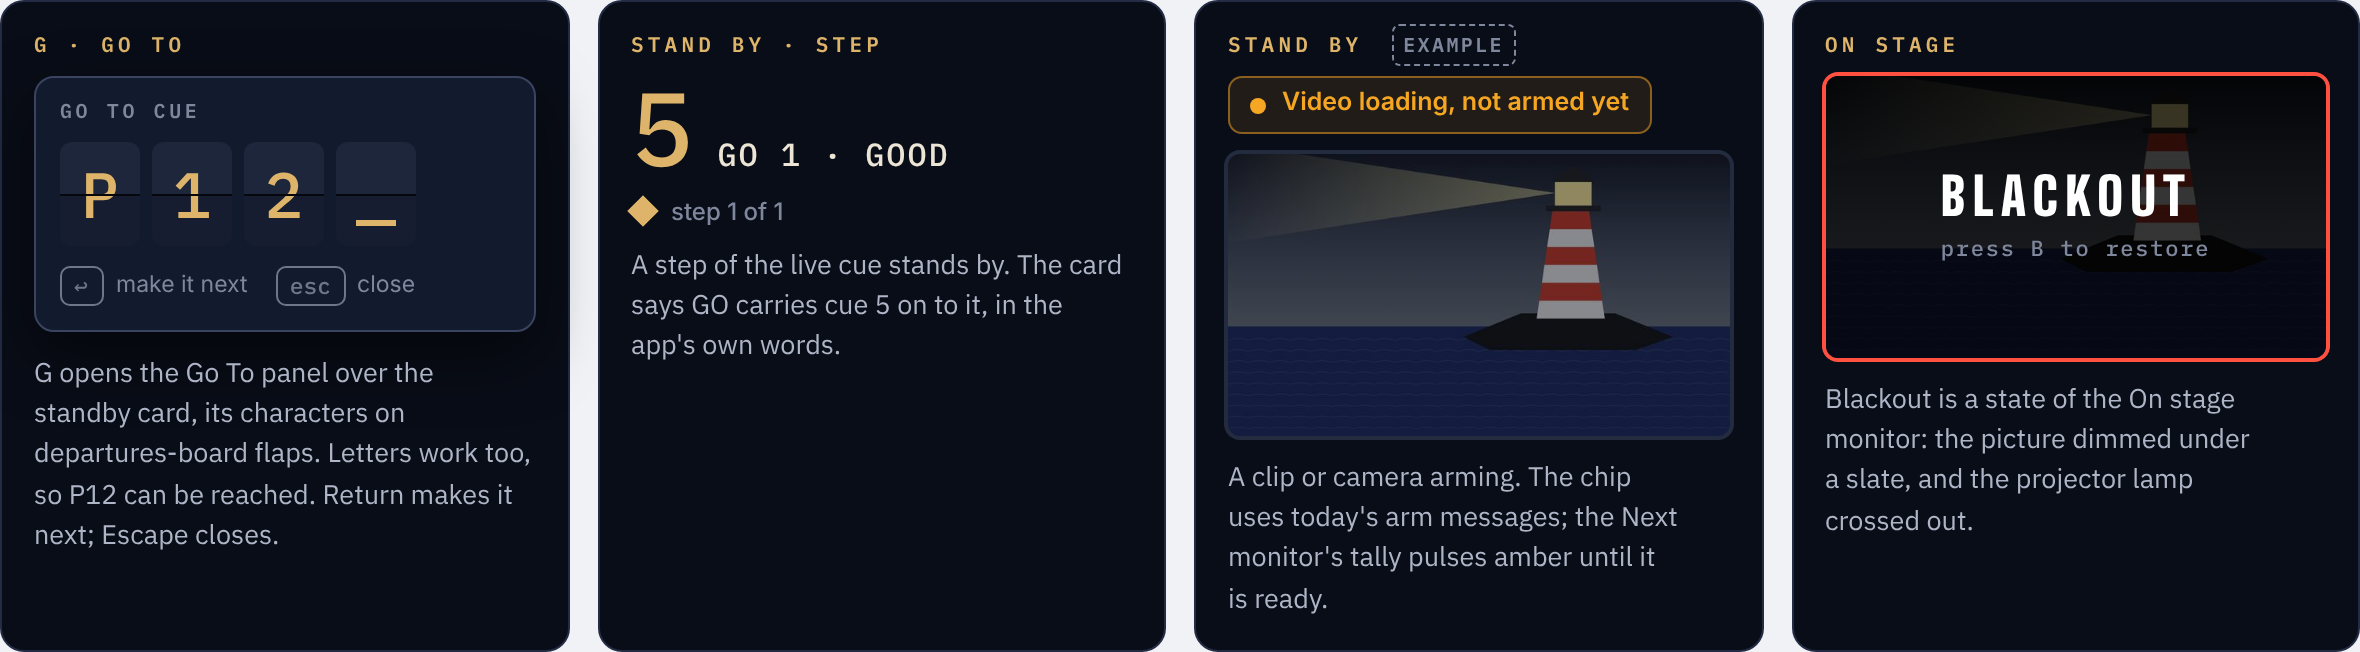 G · GO TO
GO TO CUE
P 1 2 _
↩ make it next esc close
G opens the Go To panel over the
standby card, its characters on
departures-board flaps. Letters work too,
so P12 can be reached. Return makes it
next; Escape closes.
STAND BY · STEP
5 GO 1 · GOOD
step 1 of 1
A step of the live cue stands by. The card
says GO carries cue 5 on to it, in the
app's own words.
STAND BY EXAMPLE
Video loading, not armed yet
A clip or camera arming. The chip
uses today's arm messages; the Next
monitor's tally pulses amber until it
is ready.
ON STAGE
BLACKOUT
press B to restore
Blackout is a state of the On stage
monitor: the picture dimmed under
a slate, and the projector lamp
crossed out.